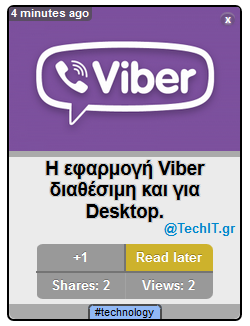 4 minutes ago
x
Viber
Η εφαρμογή Viber
διαθέσιμη και για
Desktop.
@TechIT.gr
+1
Read later
Shares: 2
Views: 2
#technology